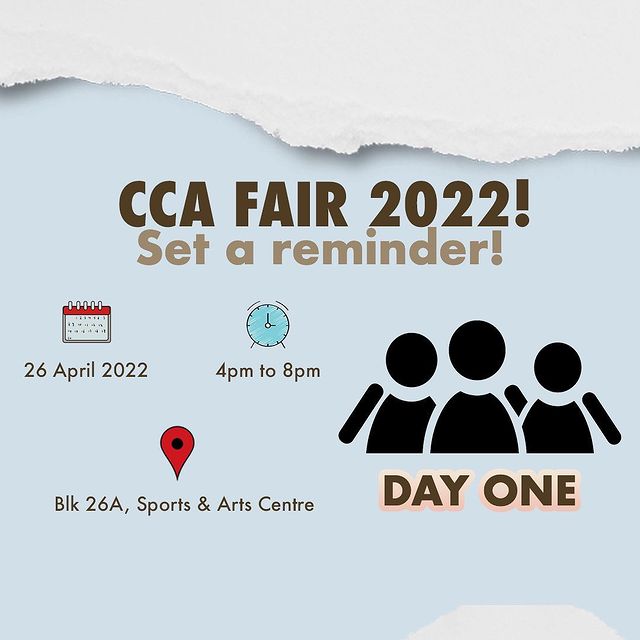 CCA FAIR 2022!
Set a reminder!
26 April 2022
4pm to 8pm
Blk 26A, Sports & Arts Centre
DAY ONE